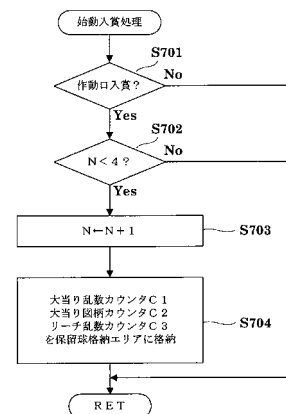 始動入賞処理
S701
作動口入賞？
No
Yes
S702
N＜4？
No
Yes
N←N＋1
S703
大当り乱数カウンタC1
大当り図柄カウンタC2
リーチ乱数カウンタC3
を保留球格納エリアに格納
S704
RET